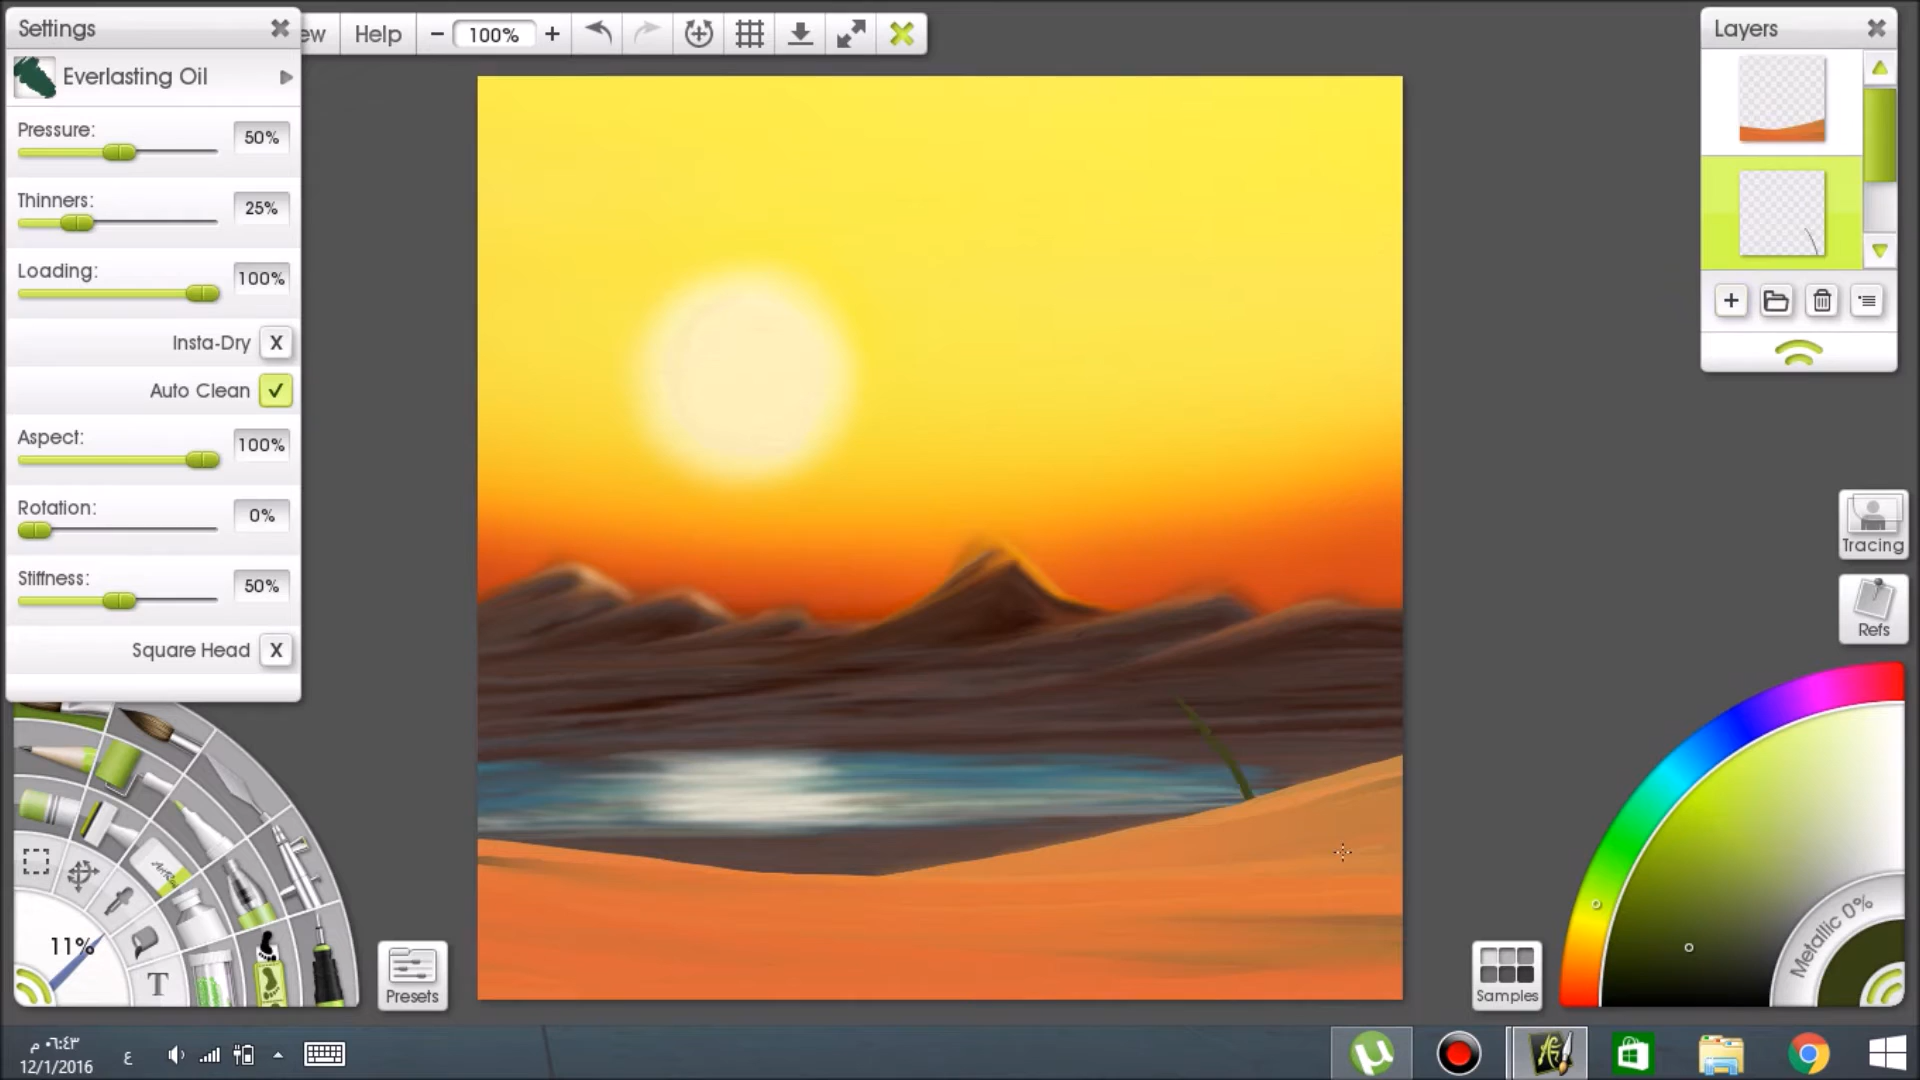 Settings
ew
Help
100%
Layers
Everlasting Oil
Pressure:
50%
Thinners:
25%
Loading:
100%
Insta-Dry
X
Auto Clean
Aspect:
100%
Rotation:
0%
Stiffness:
50%
Square Head
X
Tracing
Refs
11%
T
Presets
Samples
Metallic 0%
٠٦:٤٣ م
12/1/2016
ع